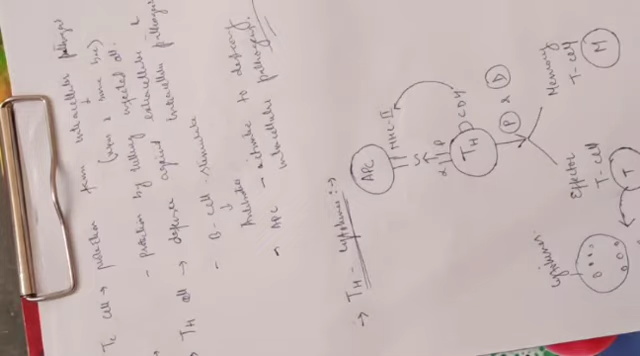 Tc cell → protection from intracellular pathogen
(virus & some bac)
- protection by killing infected cell.
→ TH cell → defense against extracellular &
intracellular pathogens
- B-cell - stimulate
↓
Antibodies
- APC - activate to destroy
intracellular pathogen.
→ TH - cytokines :→
APC
MHC-II
α β
CD4
TH
P & D
Effector
T-cell
Memory
T-cell
T
M
cytokines